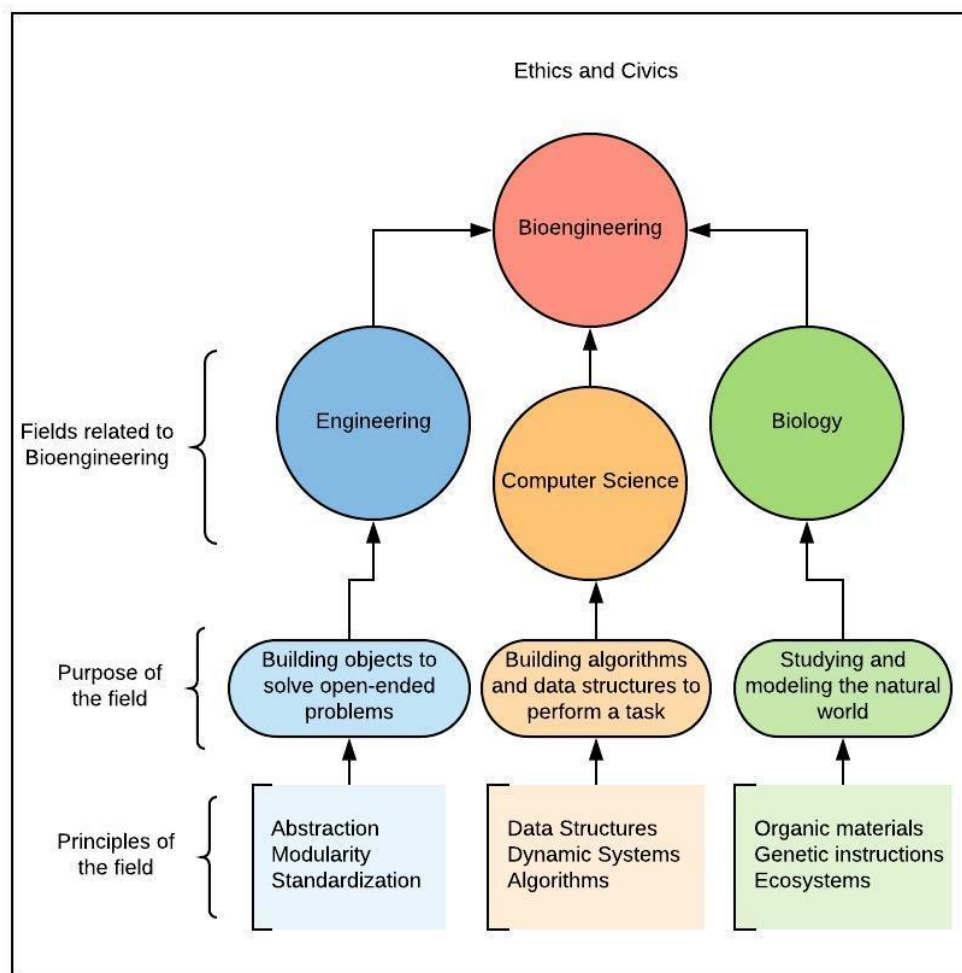 Ethics and Civics
Bioengineering
Fields related to
Bioengineering
Engineering
Computer Science
Biology
Purpose of
the field
Building objects to
solve open-ended
problems
Building algorithms
and data structures to
perform a task
Studying and
modeling the natural
world
Principles of
the field
Abstraction
Modularity
Standardization
Data Structures
Dynamic Systems
Algorithms
Organic materials
Genetic instructions
Ecosystems